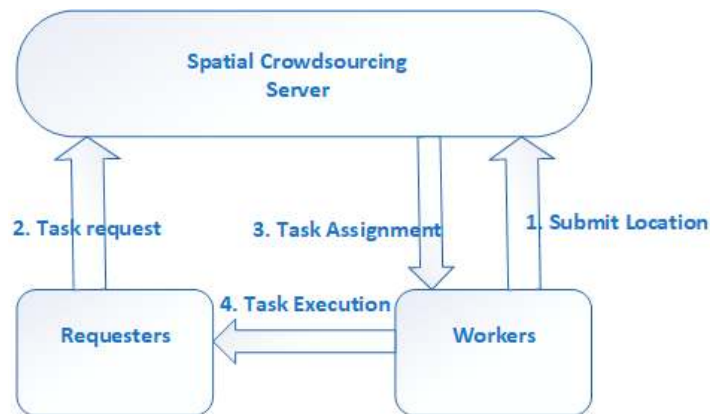 Spatial Crowdsourcing
Server
2. Task request
3. Task Assignment
1. Submit Location
4. Task Execution
Requesters
Workers